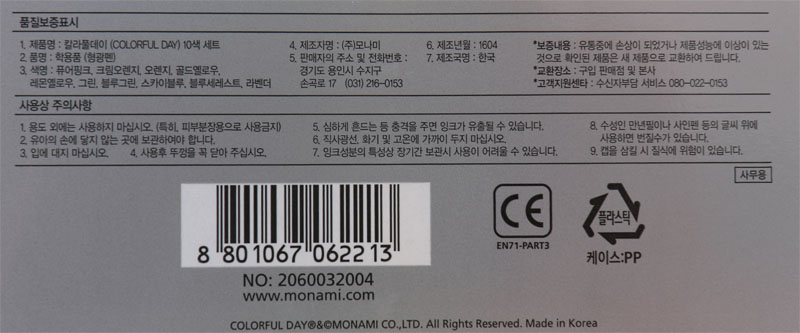 품질보증표시
1. 제품명 : 칼라풀데이 (COLORFUL DAY) 10색 세트
2. 품명 : 학용품 (형광펜)
3. 색명 : 퓨어핑크, 크림오렌지, 오렌지, 골드옐로우,
레몬옐로우, 그린, 블루그린, 스카이블루, 블루세레스트, 라벤더
4. 제조자명 : (주)모나미
5. 판매자의 주소 및 전화번호 :
경기도 용인시 수지구
손곡로 17 (031) 216-0153
6. 제조년월 : 1604
7. 제조국명 : 한국
*보증내용 : 유통중에 손상이 되었거나 제품성능에 이상이 있는
것으로 확인된 제품은 새 제품으로 교환하여 드립니다.
*교환장소 : 구입 판매점 및 본사
*고객지원센타 : 수신자부담 서비스 080-022-0153
사용상 주의사항
1. 용도 외에는 사용하지 마십시오. (특히, 피부분장용으로 사용금지)
2. 유아의 손에 닿지 않는 곳에 보관하여야 합니다.
3. 입에 대지 마십시오. 4. 사용후 뚜껑을 꼭 닫아 주십시오.
5. 심하게 흔드는 등 충격을 주면 잉크가 유출될 수 있습니다.
6. 직사광선, 화기 및 고온에 가까이 두지 마십시오.
7. 잉크성분의 특성상 장기간 보관시 사용이 어려울 수 있습니다.
8. 수성인 만년필이나 사인펜 등의 글씨 위에
사용하면 번질수가 있습니다.
9. 캡을 삼킬 시 질식에 위험이 있습니다.
사무용
8 801067 062213
NO: 2060032004
www.monami.com
CE
EN71-PART3
플라스틱
케이스:PP
COLORFUL DAY®&©MONAMI CO.,LTD. All Rights Reserved. Made in Korea